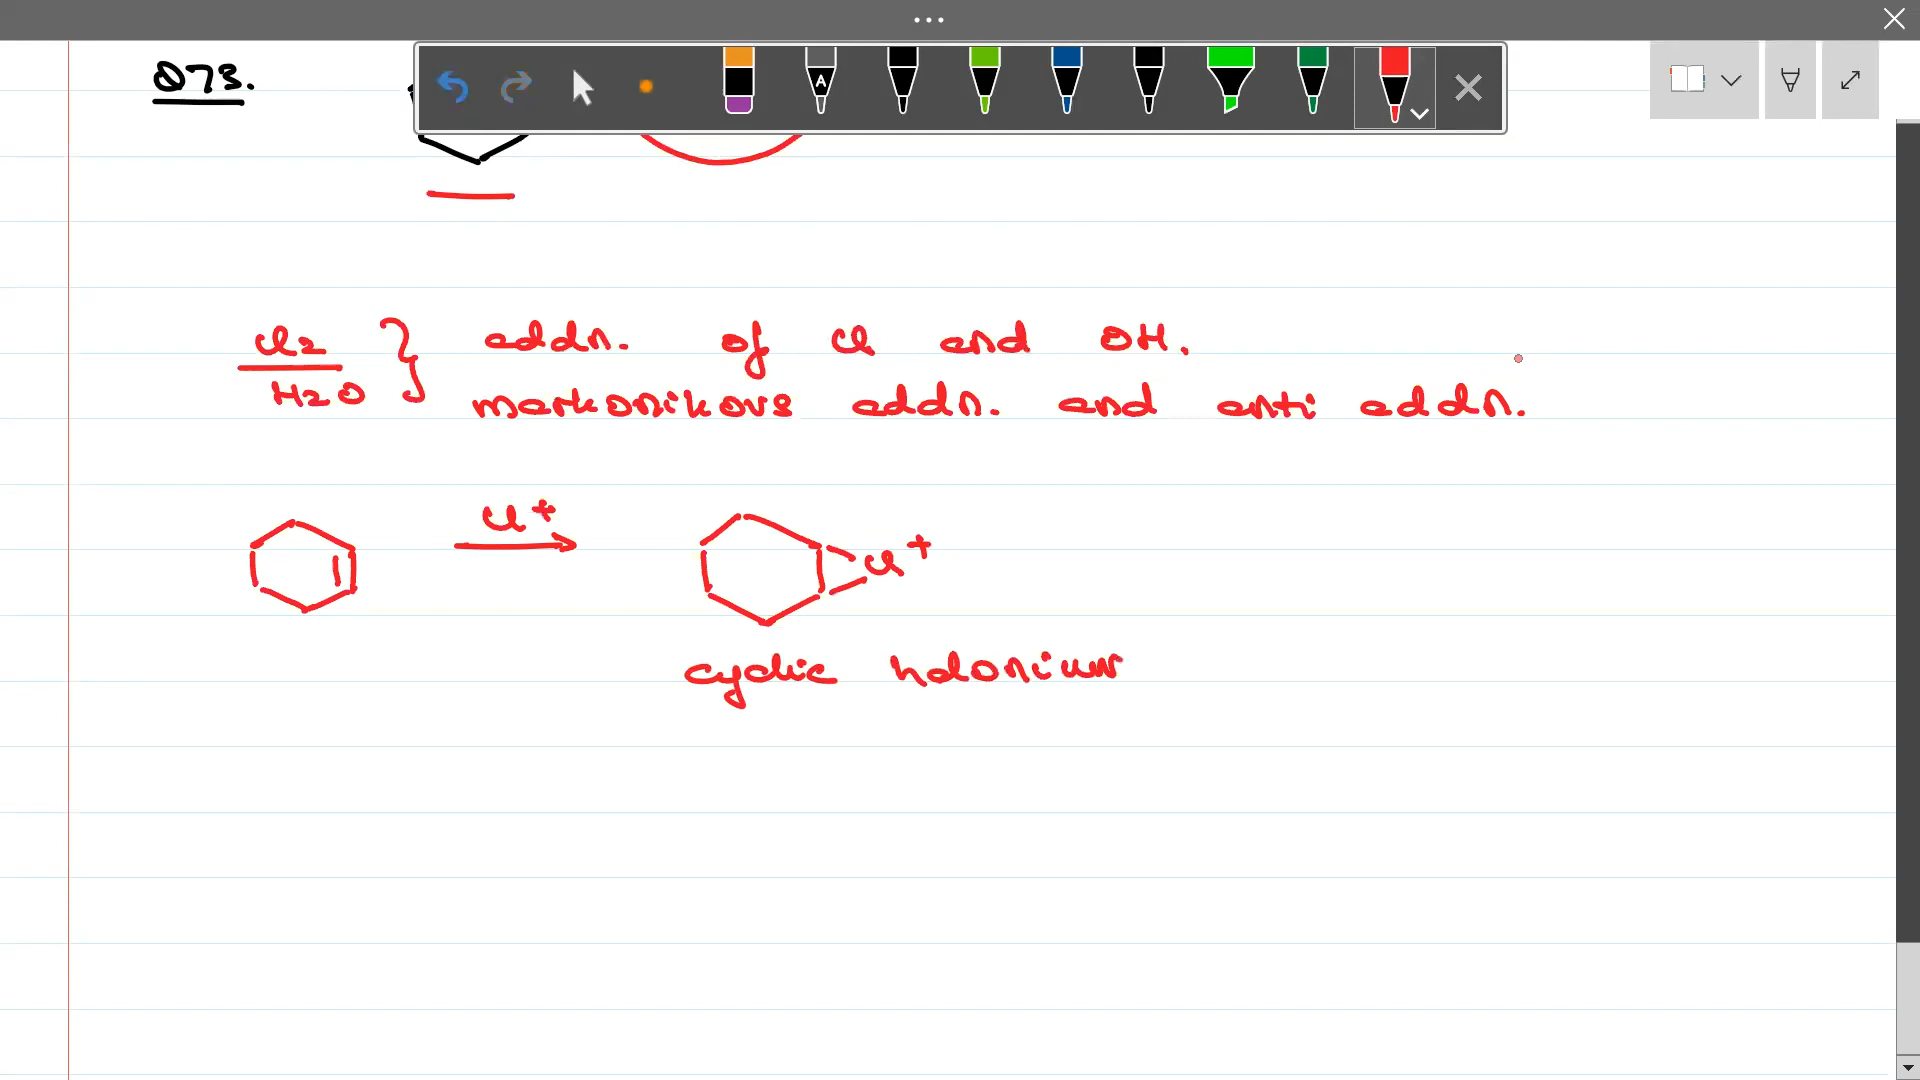 Q73.
Cl2 } addn. of Cl and OH.
H2O markonikovs addn. and anti addn.
Cl+
Cl+
cyclic halonium